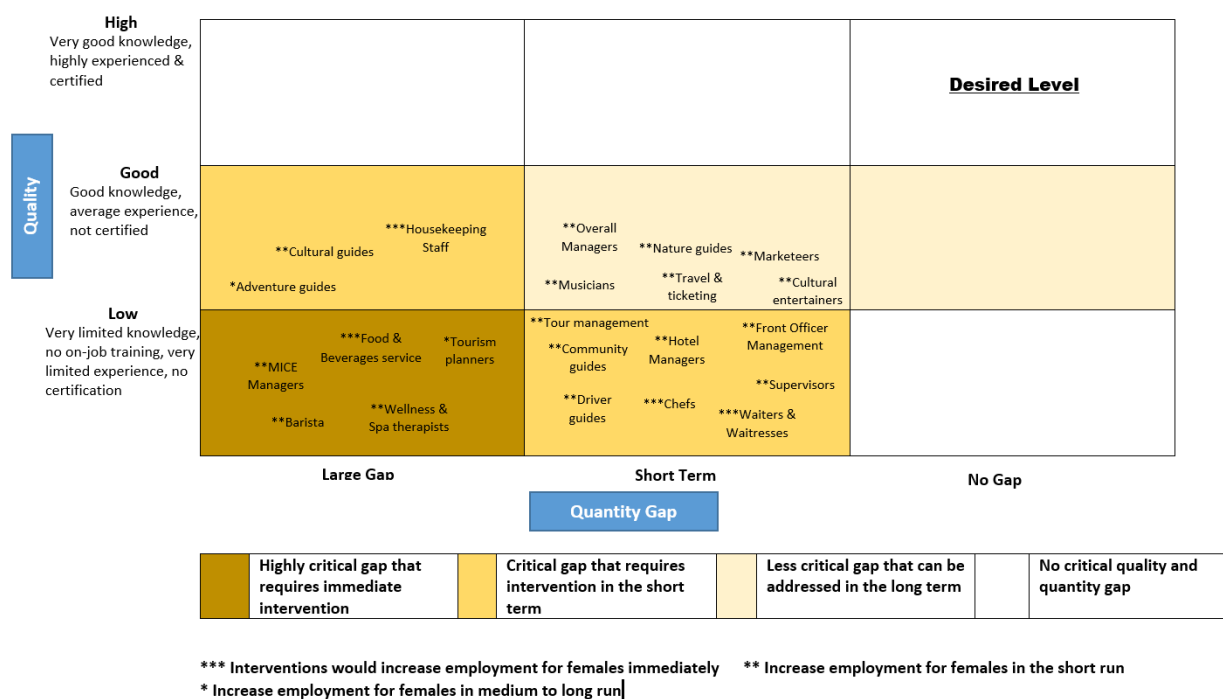 High
Very good knowledge,
highly experienced &
certified
Desired Level
Quality
Good
Good knowledge,
average experience,
not certified
***Housekeeping
Staff
**Cultural guides
*Adventure guides
**Overall
Managers
**Nature guides
**Marketeers
**Musicians
**Travel &
ticketing
**Cultural
entertainers
Low
Very limited knowledge,
no on-job training, very
limited experience, no
certification
***Food &
Beverages service
*Tourism
planners
**MICE
Managers
**Barista
**Wellness &
Spa therapists
**Tour management
**Community
guides
**Hotel
Managers
**Front Officer
Management
**Supervisors
**Driver
guides
***Chefs
***Waiters &
Waitresses
Large Gap
Short Term
No Gap
Quantity Gap
Highly critical gap that
requires immediate
intervention
Critical gap that requires
intervention in the short
term
Less critical gap that can be
addressed in the long term
No critical quality and
quantity gap
*** Interventions would increase employment for females immediately ** Increase employment for females in the short run
* Increase employment for females in medium to long run